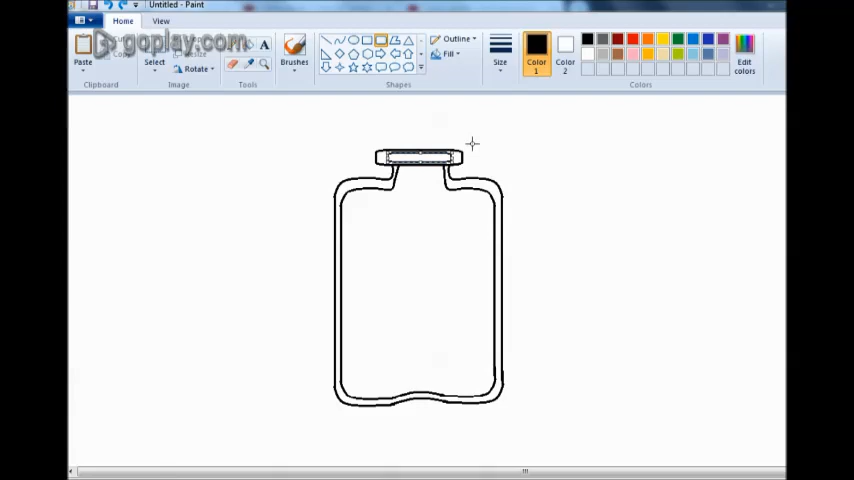 Untitled - Paint
Home View
goplay.com
Paste
Select
Rotate
Brushes
Outline
Fill
Size
Color 1
Color 2
Edit colors
Clipboard
Image
Tools
Shapes
Colors